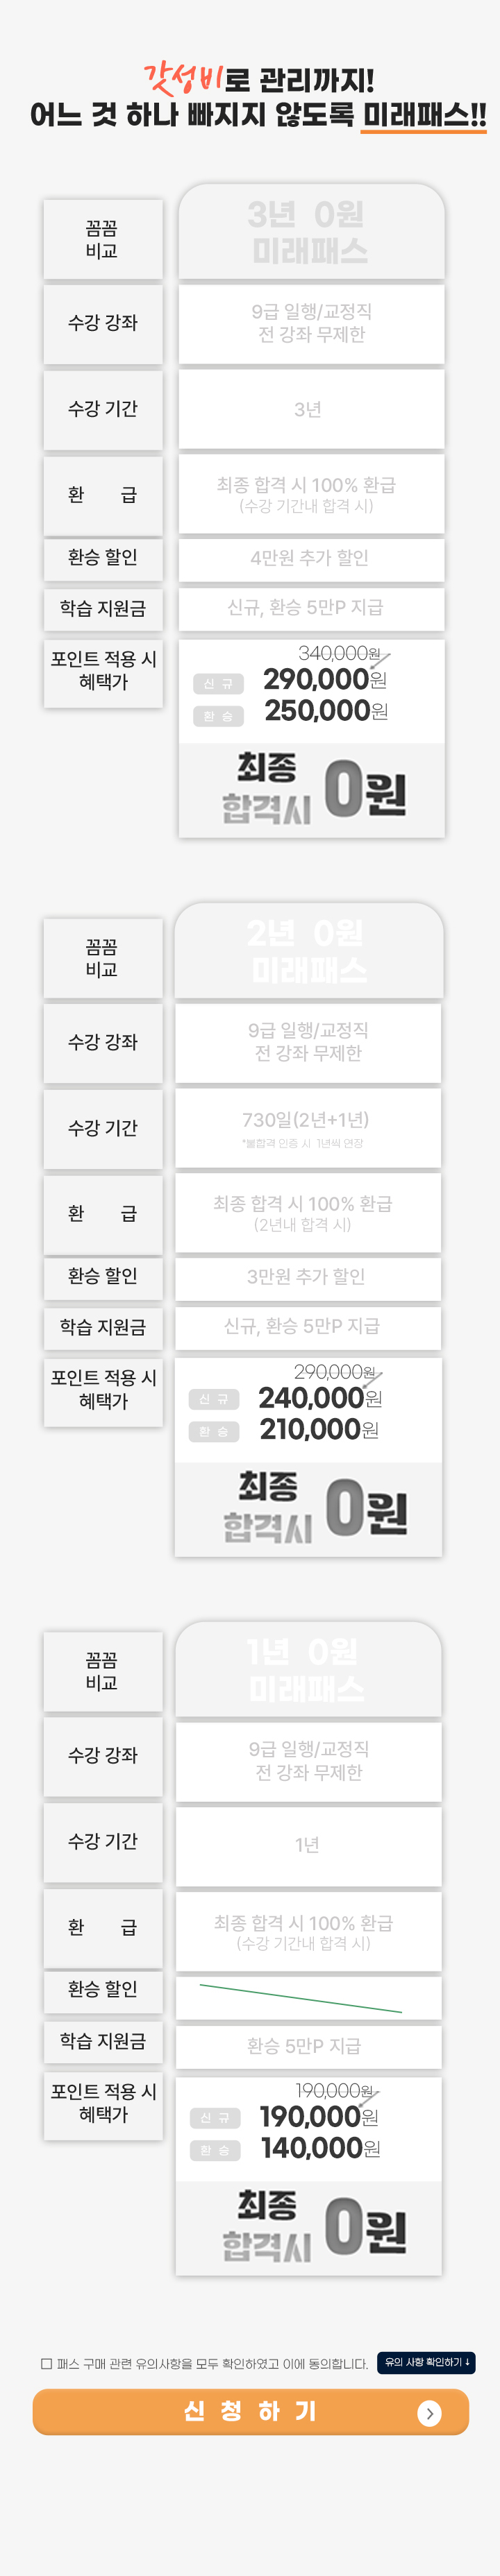 갓성비로 관리까지!
어느 것 하나 빠지지 않도록 미래패스!!
꼼꼼
비교
3년 0원
미래패스
수강 강좌
9급 일행/교정직
전 강좌 무제한
수강 기간
3년
환 급
최종 합격 시 100% 환급
(수강 기간내 합격 시)
환승 할인
4만원 추가 할인
학습 지원금
신규, 환승 5만P 지급
포인트 적용 시
혜택가
340,000원
신 규 290,000원
환 승 250,000원
최종
합격시 0원
꼼꼼
비교
2년 0원
미래패스
수강 강좌
9급 일행/교정직
전 강좌 무제한
수강 기간
730일(2년+1년)
*불합격 인증 시 1년씩 연장
환 급
최종 합격 시 100% 환급
(2년내 합격 시)
환승 할인
3만원 추가 할인
학습 지원금
신규, 환승 5만P 지급
포인트 적용 시
혜택가
290,000원
신 규 240,000원
환 승 210,000원
최종
합격시 0원
꼼꼼
비교
1년 0원
미래패스
수강 강좌
9급 일행/교정직
전 강좌 무제한
수강 기간
1년
환 급
최종 합격 시 100% 환급
(수강 기간내 합격 시)
환승 할인
학습 지원금
환승 5만P 지급
포인트 적용 시
혜택가
190,000원
신 규 190,000원
환 승 140,000원
최종
합격시 0원
패스 구매 관련 유의사항을 모두 확인하였고 이에 동의합니다. 유의 사항 확인하기 ↓
신 청 하 기